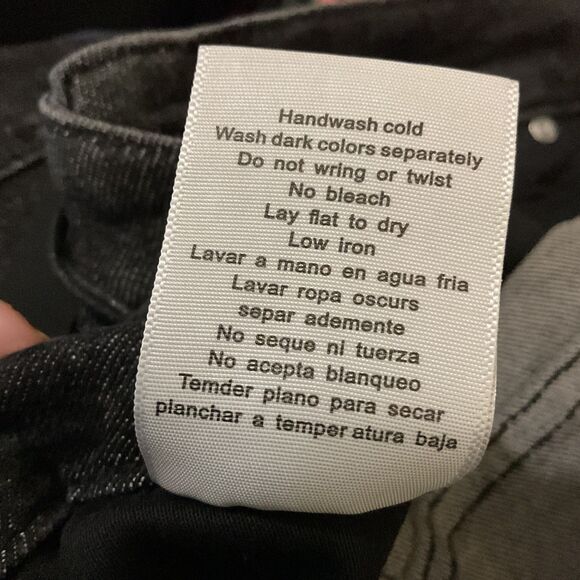 Handwash cold
Wash dark colors separately
Do not wring or twist
No bleach
Lay flat to dry
Low iron
Lavar a mano en agua fria
Lavar ropa oscurs
separ ademente
No seque ni tuerza
No acepta blanqueo
Temder plano para secar
planchar a temper atura baja